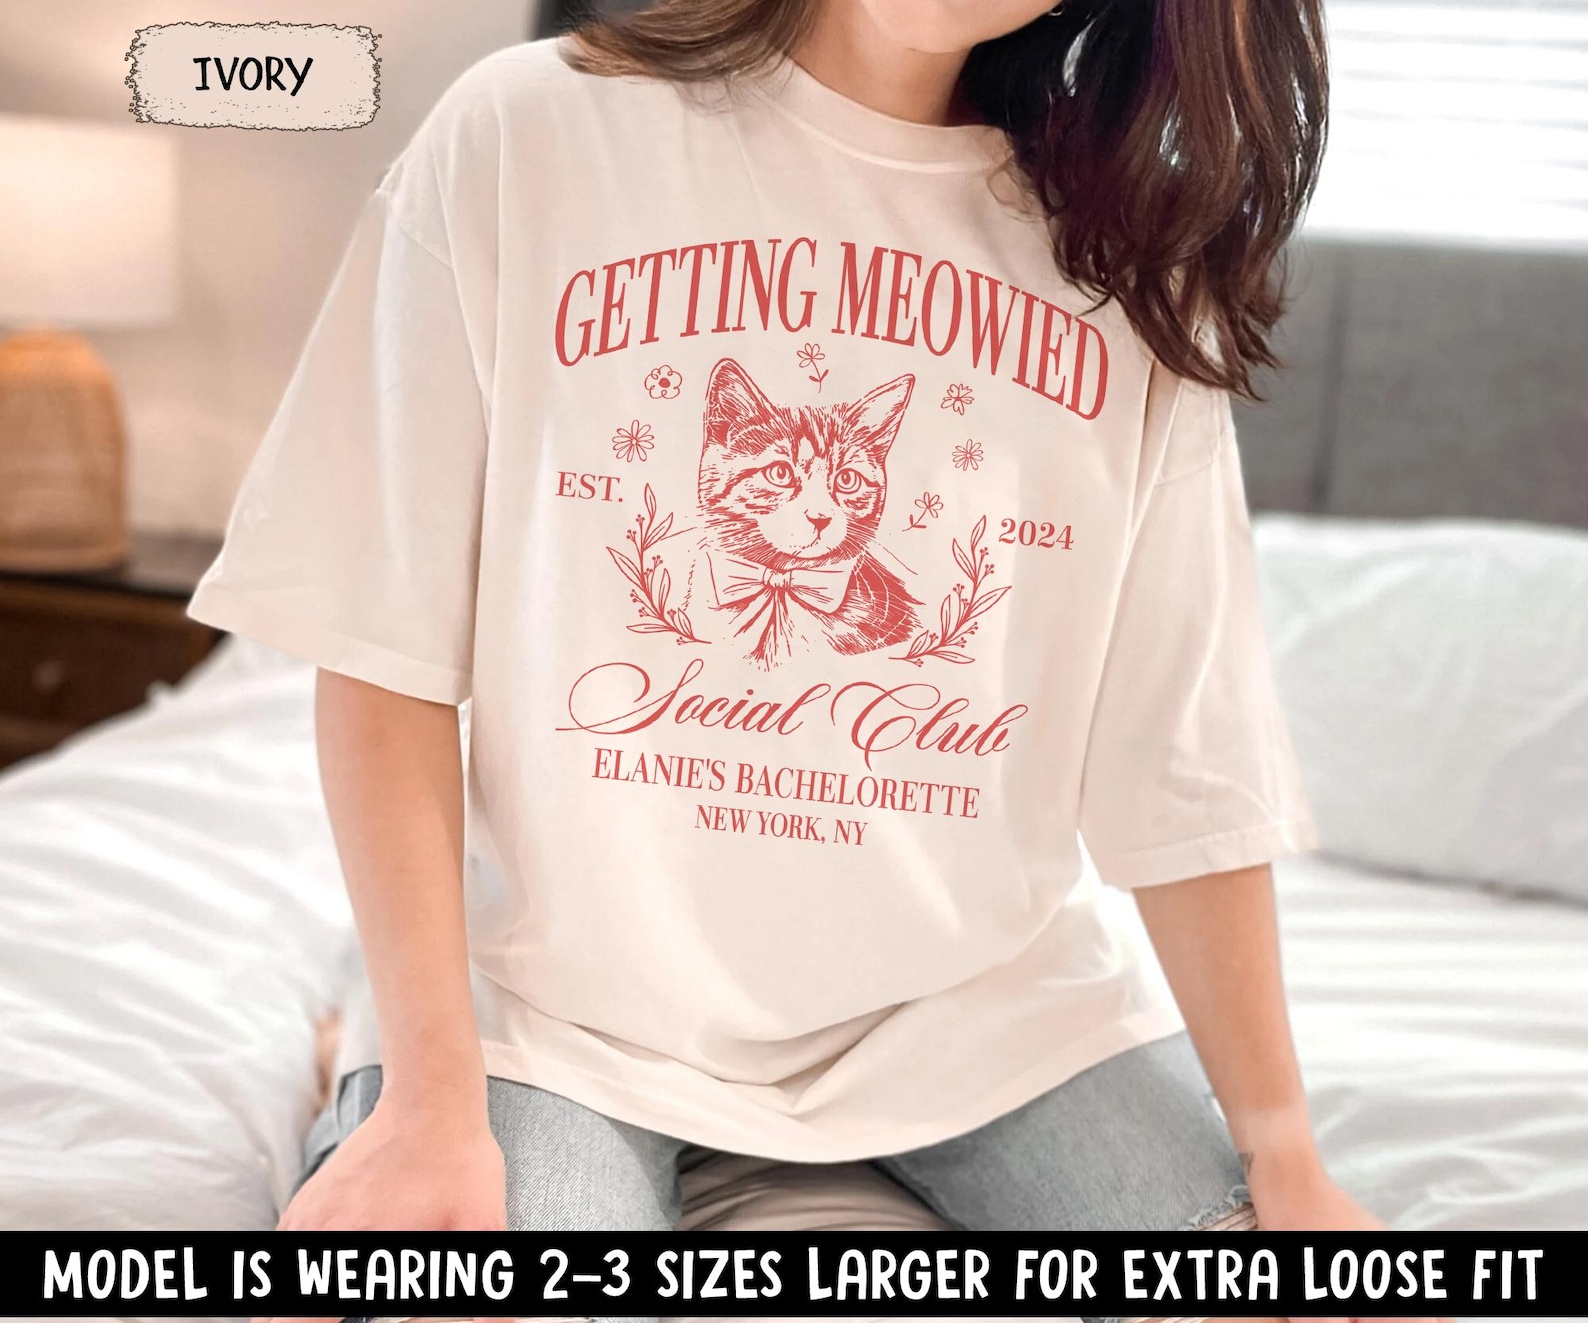 IVORY
GETTING MEOWIED
EST.
2024
Social Club
ELANIE'S BACHELORETTE
NEW YORK, NY
MODEL IS WEARING 2-3 SIZES LARGER FOR EXTRA LOOSE FIT